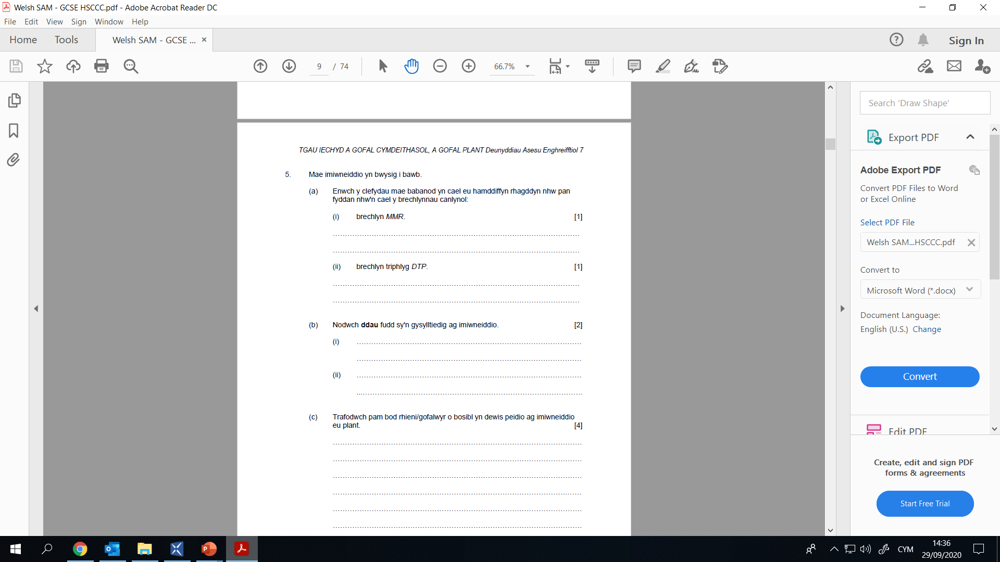 Welsh SAM - GCSE HSCCC.pdf - Adobe Acrobat Reader DC
File Edit View Sign Window Help
Home Tools Welsh SAM - GCSE ... × Sign In
9 / 74 66.7%
Search 'Draw Shape'
Export PDF
Adobe Export PDF
Convert PDF Files to Word
or Excel Online
Select PDF File
Welsh SAM...HSCCC.pdf
Convert to
Microsoft Word (*.docx)
Document Language:
English (U.S.) Change
Convert
Edit PDF
Create, edit and sign PDF
forms & agreements
Start Free Trial
TGAU IECHYD A GOFAL CYMDEITHASOL, A GOFAL PLANT Deunyddiau Asesu Enghreifftiol 7
5. Mae imiwneiddio yn bwysig i bawb.
(a) Enwch y clefydau mae babanod yn cael eu hamddiffyn rhagddyn nhw pan
fyddan nhw'n cael y brechlynnau canlynol:
(i) brechlyn MMR. [1]
(ii) brechlyn triphlyg DTP. [1]
(b) Nodwch ddau fudd sy'n gysylltiedig ag imiwneiddio. [2]
(i)
(ii)
(c) Trafodwch pam bod rhieni/gofalwyr o bosibl yn dewis peidio ag imiwneiddio
eu plant. [4]
CYM
14:36
29/09/2020